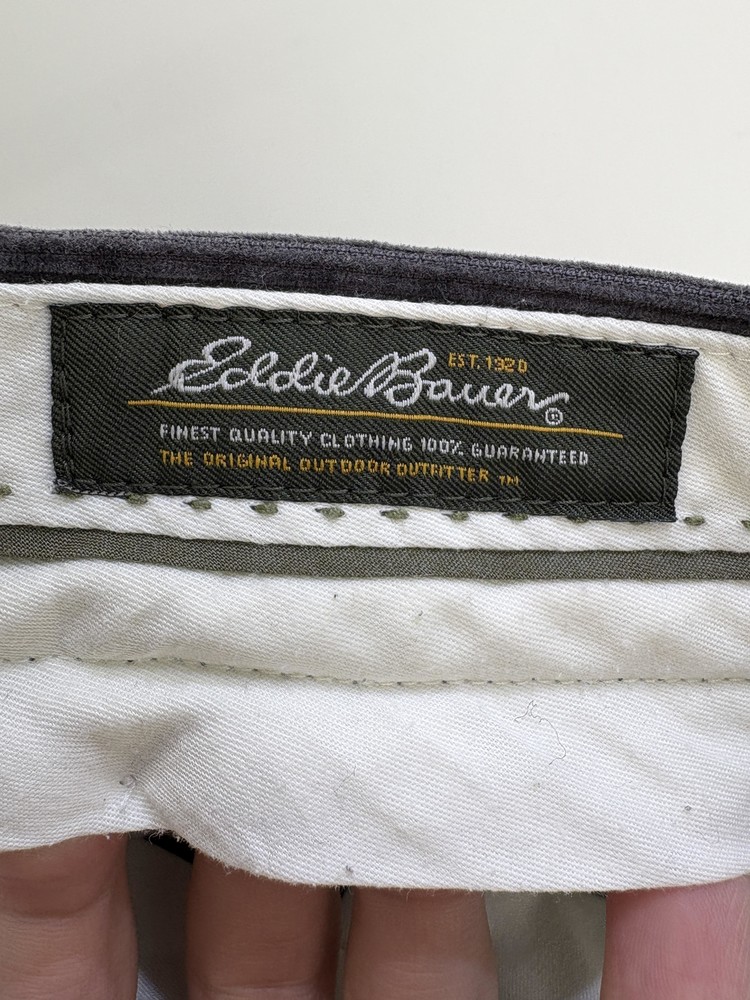 EST. 1920
Eddie Bauer®
FINEST QUALITY CLOTHING 100% GUARANTEED
THE ORIGINAL OUTDOOR OUTFITTER ™